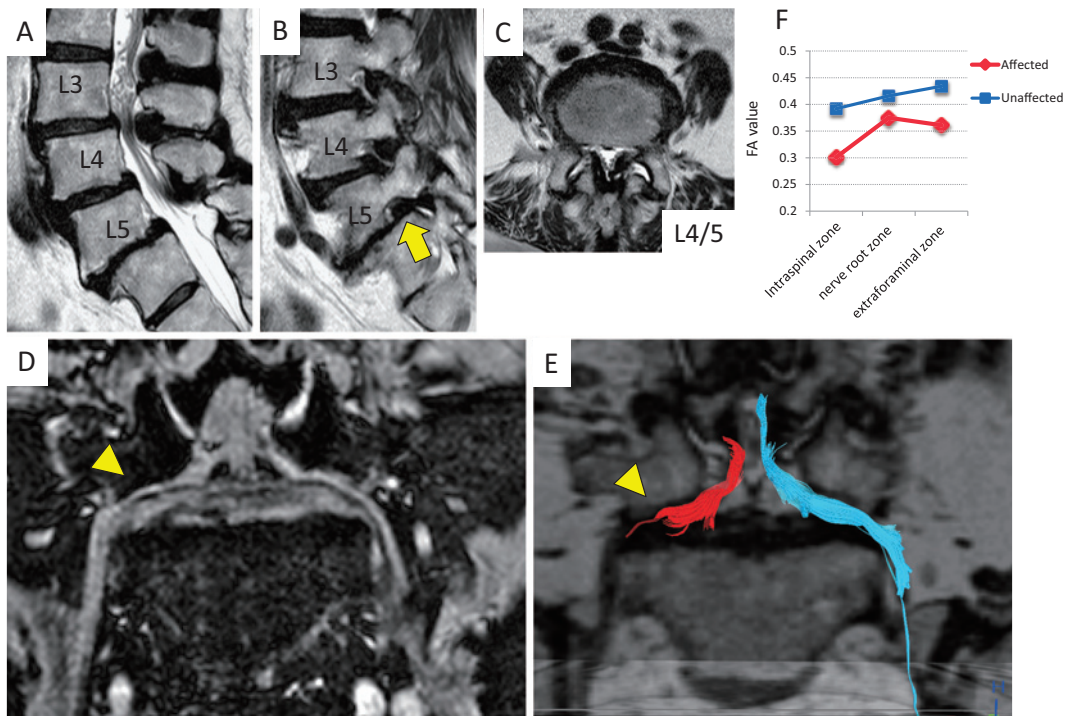 A
L3
L4
L5
B
L3
L4
L5
C
L4/5
F
0.5
0.45
0.4
0.35
0.3
0.25
0.2
FA value
Intraspinal zone
nerve root zone
extraforaminal zone
Affected
Unaffected
D
E